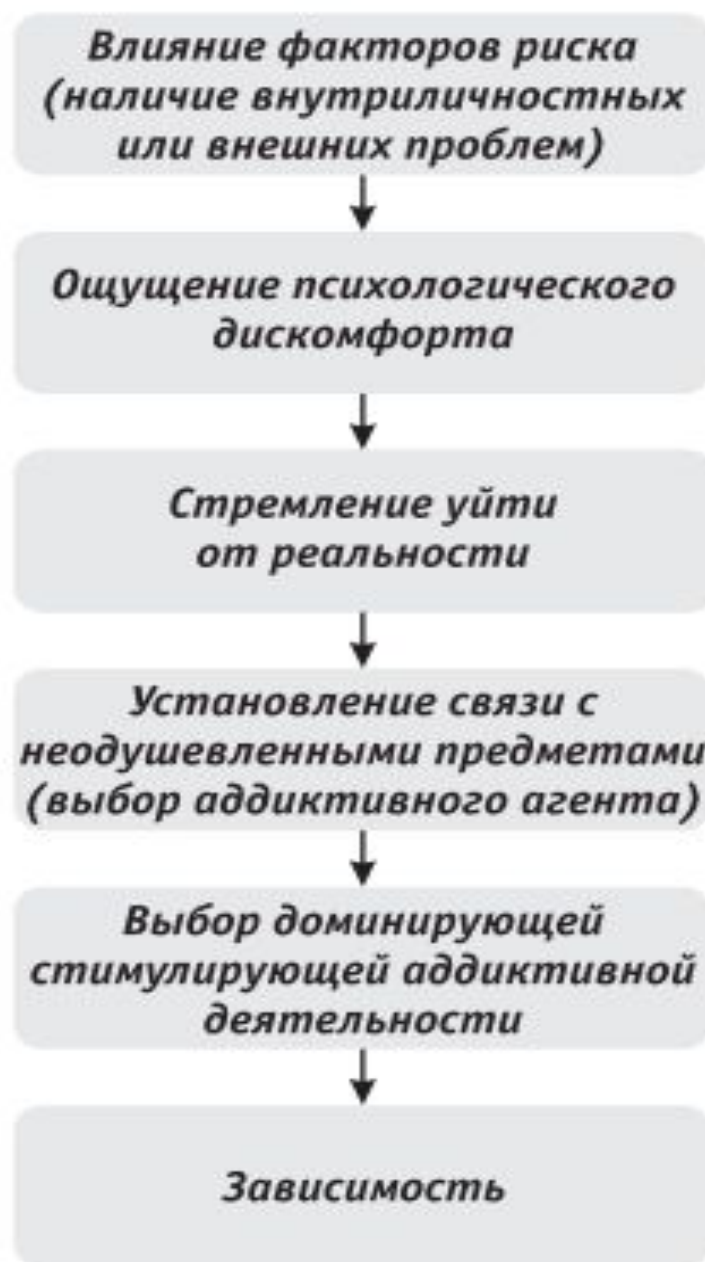 Влияние факторов риска
(наличие внутриличностных
или внешних проблем)
Ощущение психологического
дискомфорта
Стремление уйти
от реальности
Установление связи с
неодушевленными предметами
(выбор аддиктивного агента)
Выбор доминирующей
стимулирующей аддиктивной
деятельности
Зависимость